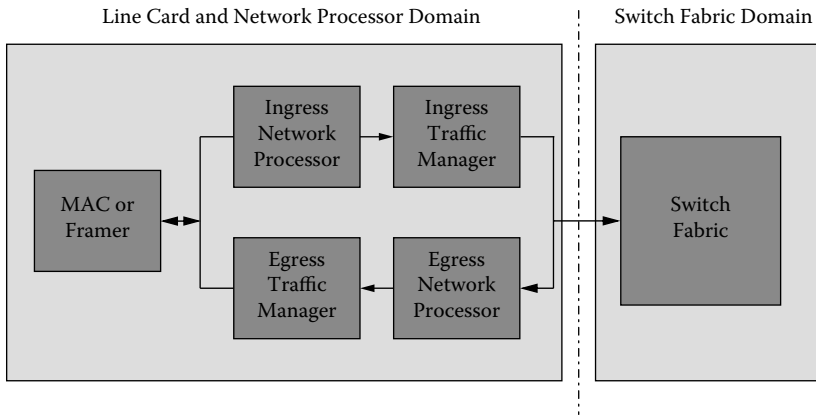 Line Card and Network Processor Domain
Switch Fabric Domain
Ingress
Network
Processor
Ingress
Traffic
Manager
MAC or
Framer
Switch
Fabric
Egress
Traffic
Manager
Egress
Network
Processor